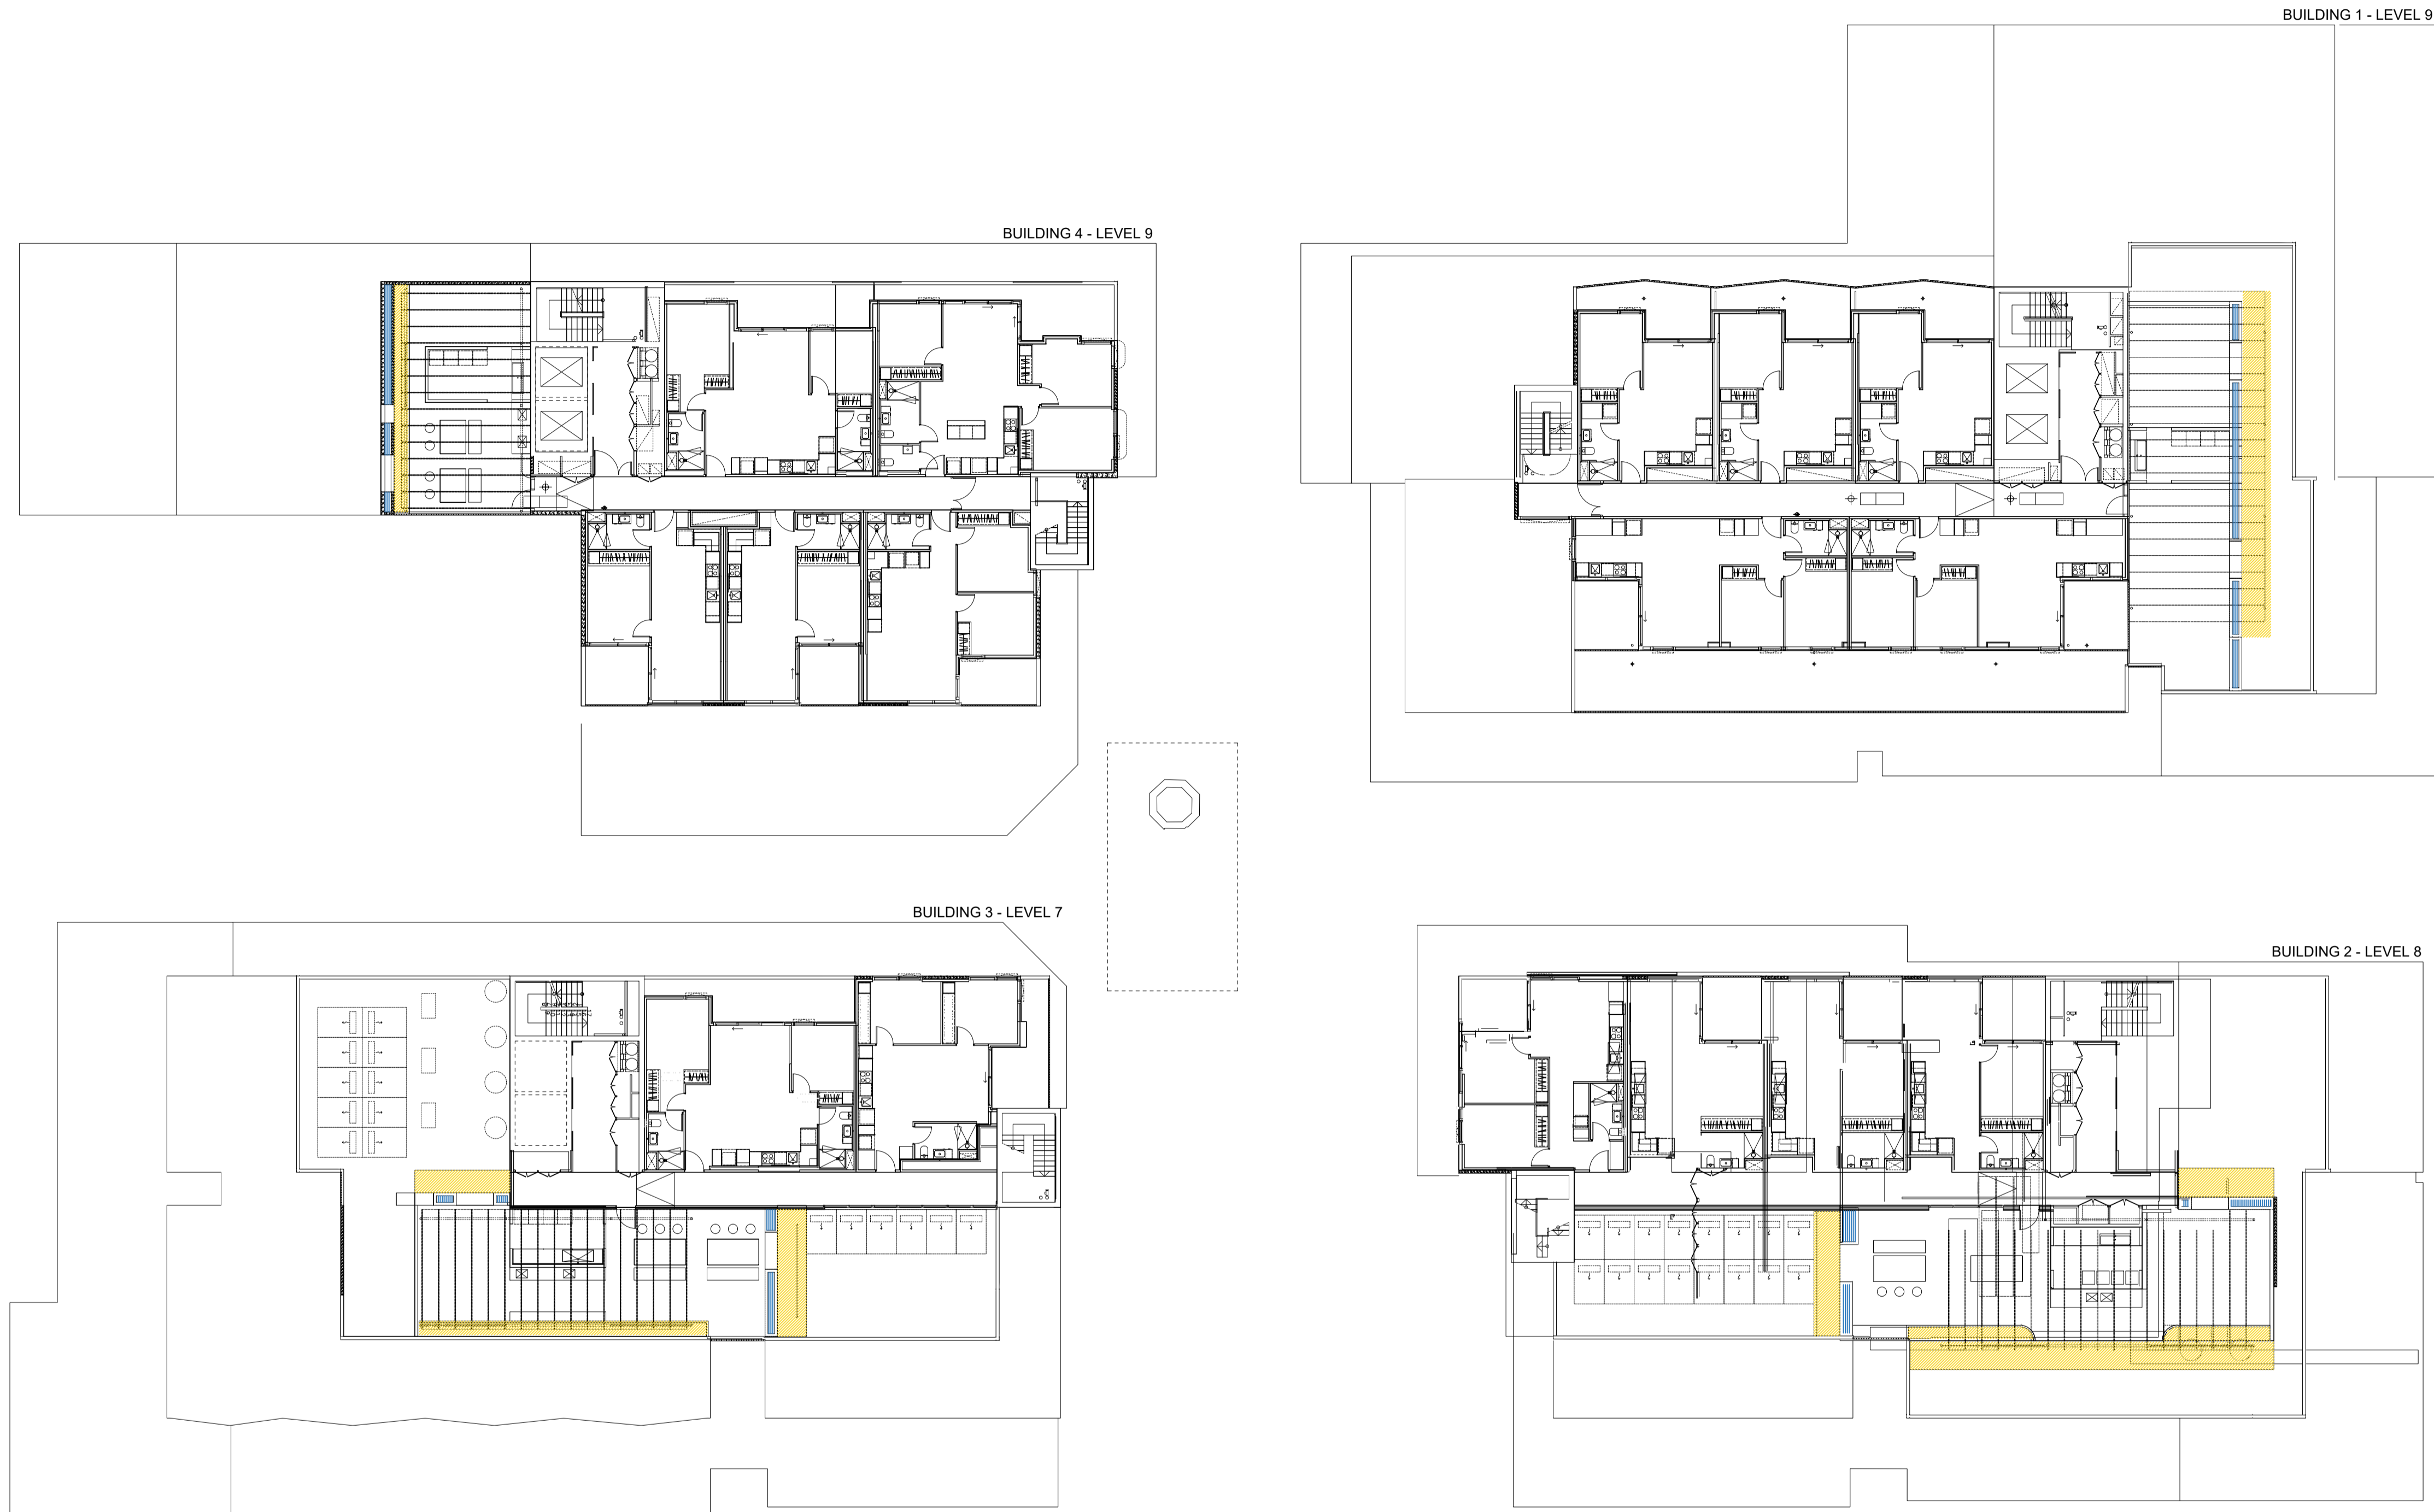 BUILDING 1 - LEVEL 9
BUILDING 4 - LEVEL 9
BUILDING 3 - LEVEL 7
BUILDING 2 - LEVEL 8